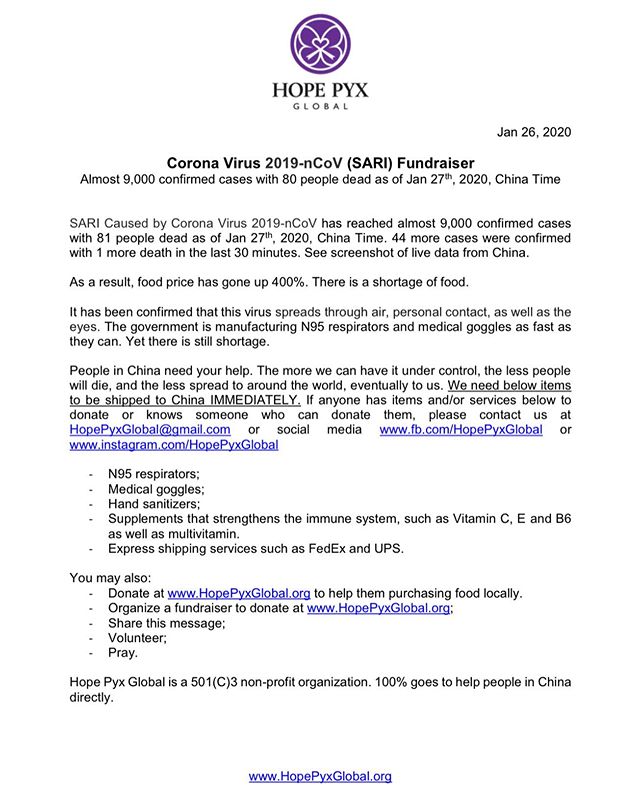 HOPE PYX
GLOBAL
Jan 26, 2020
Corona Virus 2019-nCoV (SARI) Fundraiser
Almost 9,000 confirmed cases with 80 people dead as of Jan 27th, 2020, China Time
SARI Caused by Corona Virus 2019-nCoV has reached almost 9,000 confirmed cases
with 81 people dead as of Jan 27th, 2020, China Time. 44 more cases were confirmed
with 1 more death in the last 30 minutes. See screenshot of live data from China.
As a result, food price has gone up 400%. There is a shortage of food.
It has been confirmed that this virus spreads through air, personal contact, as well as the
eyes. The government is manufacturing N95 respirators and medical goggles as fast as
they can. Yet there is still shortage.
People in China need your help. The more we can have it under control, the less people
will die, and the less spread to around the world, eventually to us. We need below items
to be shipped to China IMMEDIATELY. If anyone has items and/or services below to
donate or knows someone who can donate them, please contact us at
HopePyxGlobal@gmail.com or social media www.fb.com/HopePyxGlobal or
www.instagram.com/HopePyxGlobal
- N95 respirators;
- Medical goggles;
- Hand sanitizers;
- Supplements that strengthens the immune system, such as Vitamin C, E and B6
as well as multivitamin.
- Express shipping services such as FedEx and UPS.
You may also:
- Donate at www.HopePyxGlobal.org to help them purchasing food locally.
- Organize a fundraiser to donate at www.HopePyxGlobal.org;
- Share this message;
- Volunteer;
- Pray.
Hope Pyx Global is a 501(C)3 non-profit organization. 100% goes to help people in China
directly.
www.HopePyxGlobal.org